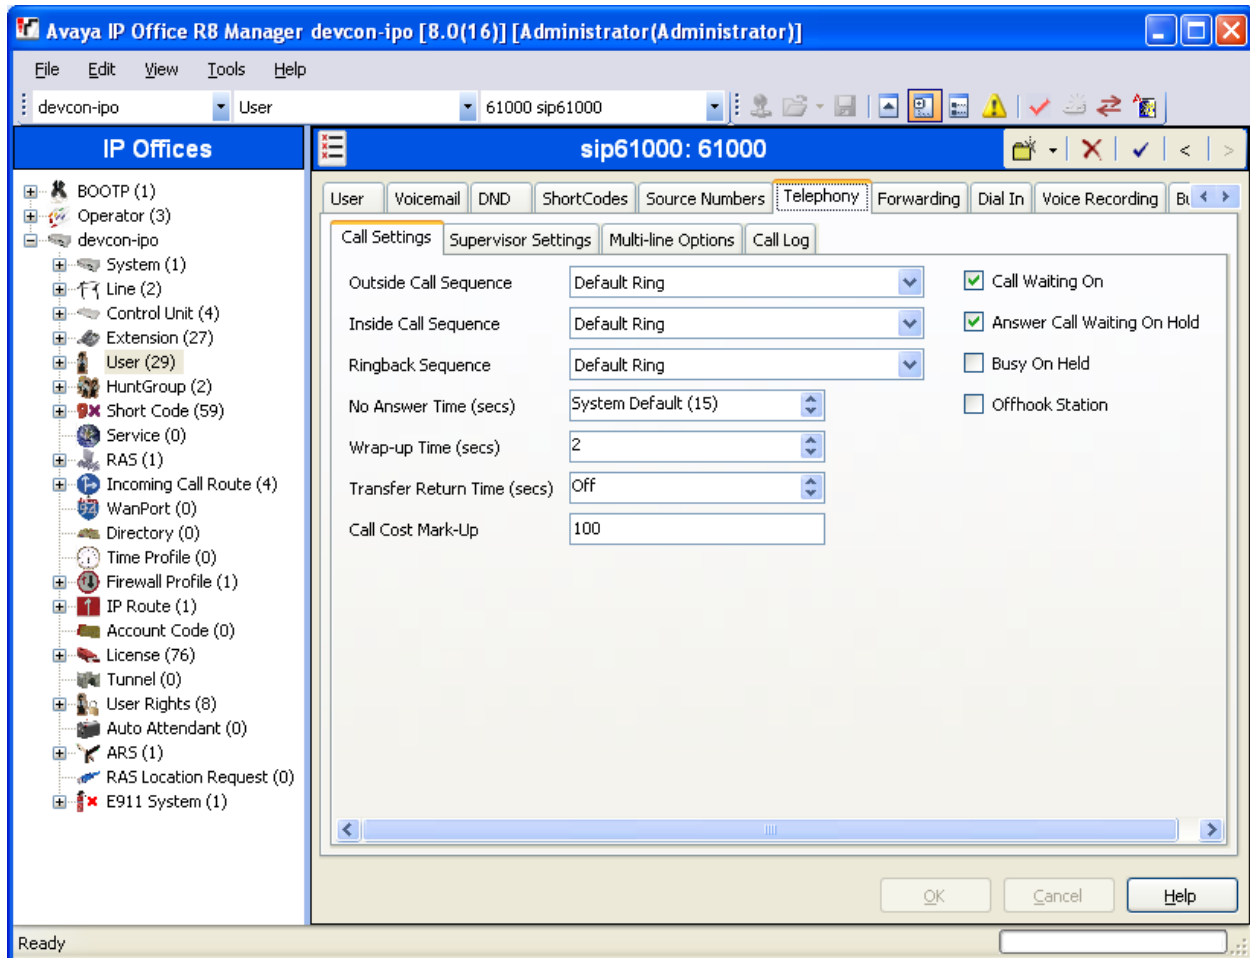 Avaya IP Office R8 Manager devcon-ipo [8.0(16)] [Administrator(Administrator)]
File Edit View Tools Help
devcon-ipo User 61000 sip61000
IP Offices
BOOTP (1)
Operator (3)
devcon-ipo
System (1)
Line (2)
Control Unit (4)
Extension (27)
User (29)
HuntGroup (2)
Short Code (59)
Service (0)
RAS (1)
Incoming Call Route (4)
WanPort (0)
Directory (0)
Time Profile (0)
Firewall Profile (1)
IP Route (1)
Account Code (0)
License (76)
Tunnel (0)
User Rights (8)
Auto Attendant (0)
ARS (1)
RAS Location Request (0)
E911 System (1)
sip61000: 61000
User Voicemail DND ShortCodes Source Numbers Telephony Forwarding Dial In Voice Recording
Call Settings Supervisor Settings Multi-line Options Call Log
Outside Call Sequence Default Ring
Inside Call Sequence Default Ring
Ringback Sequence Default Ring
No Answer Time (secs) System Default (15)
Wrap-up Time (secs) 2
Transfer Return Time (secs) Off
Call Cost Mark-Up 100
Call Waiting On
Answer Call Waiting On Hold
Busy On Held
Offhook Station
OK Cancel Help
Ready